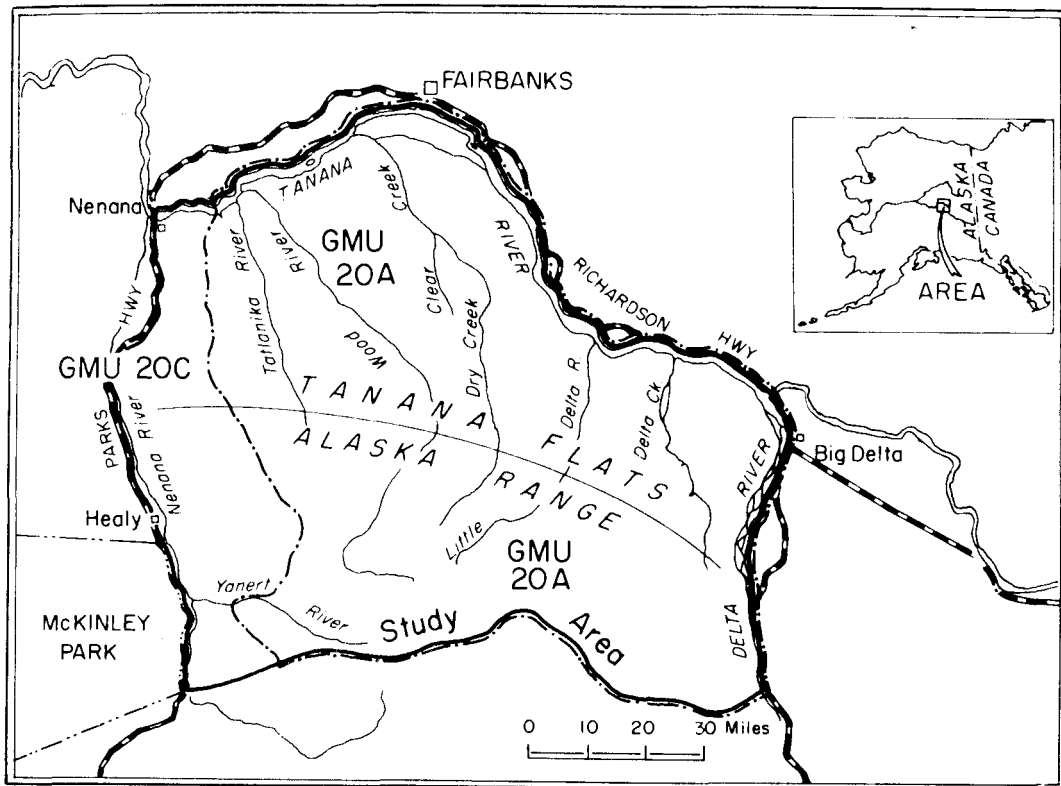 FAIRBANKS
Nenana
TANANA
RIVER
Creek
Clear
GMU
20A
River
Tatlanika
River
Wood
Dry Creek
RICHARDSON
HWY
HWY
PARKS
GMU 20C
Nenana River
TANANA FLATS
ALASKA RANGE
Delta R.
Little
Delta Ck
RIVER
DELTA
Big Delta
Healy
GMU
20A
Yanert
River
McKINLEY
PARK
Study Area
0 10 20 30 Miles
ALASKA
CANADA
AREA